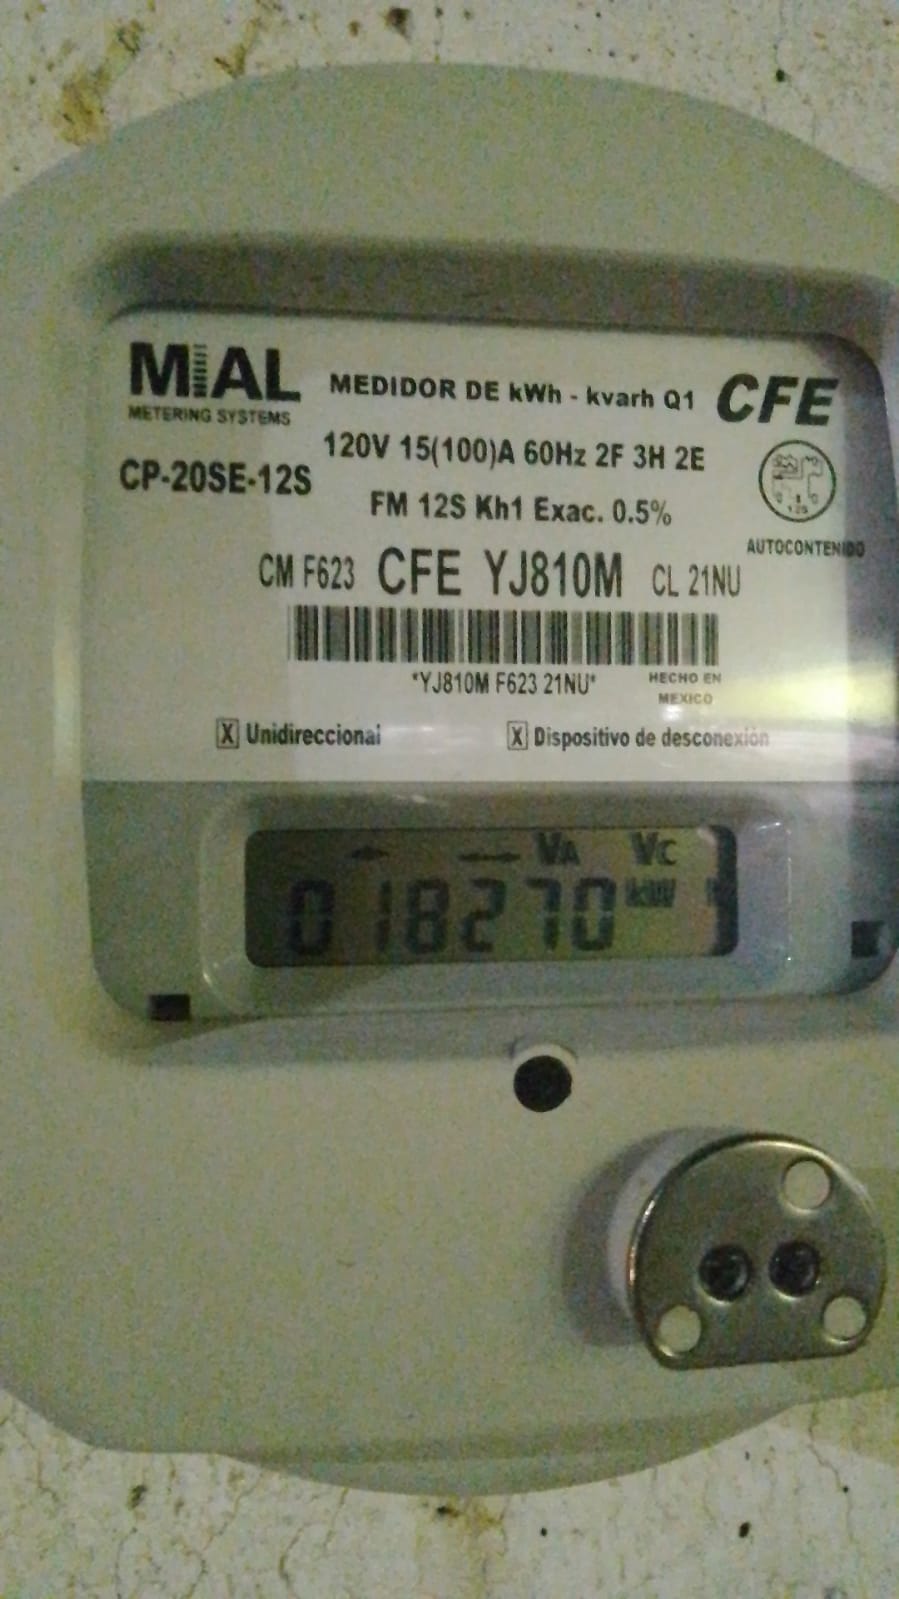 MIAL
METERING SYSTEMS
MEDIDOR DE kWh - kvarh Q1
CFE
120V 15(100)A 60Hz 2F 3H 2E
CP-20SE-12S
FM 12S Kh1 Exac. 0.5%
12S
AUTOCONTENIDO
CM F623 CFE YJ810M CL 21NU
*YJ810M F623 21NU*
HECHO EN
MEXICO
X Unidireccional
X Dispositivo de desconexión
VA VC
018270